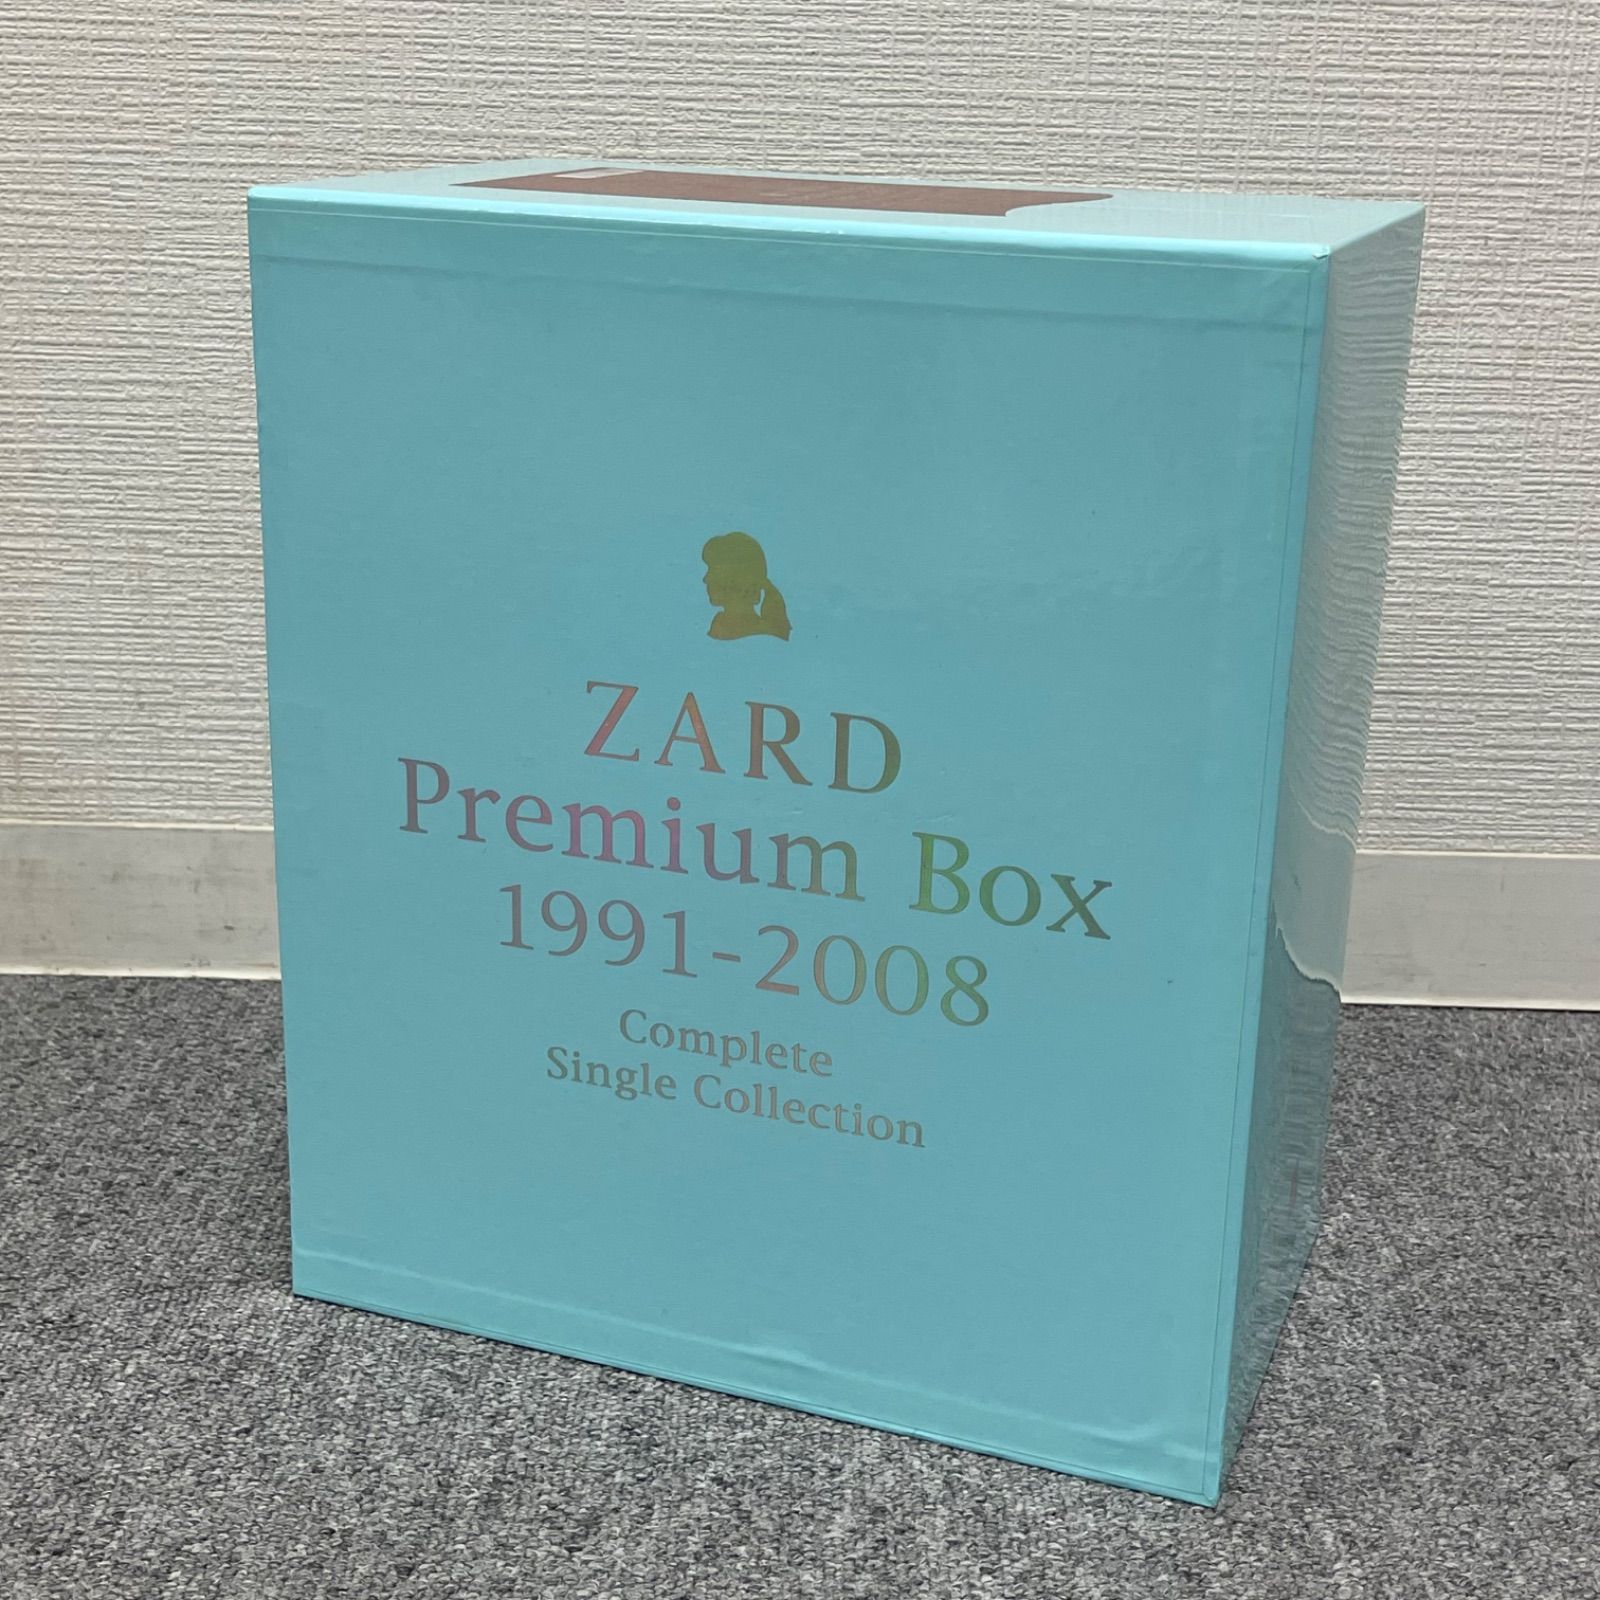 ZARD
Premium Box
1991-2008
Complete
Single Collection